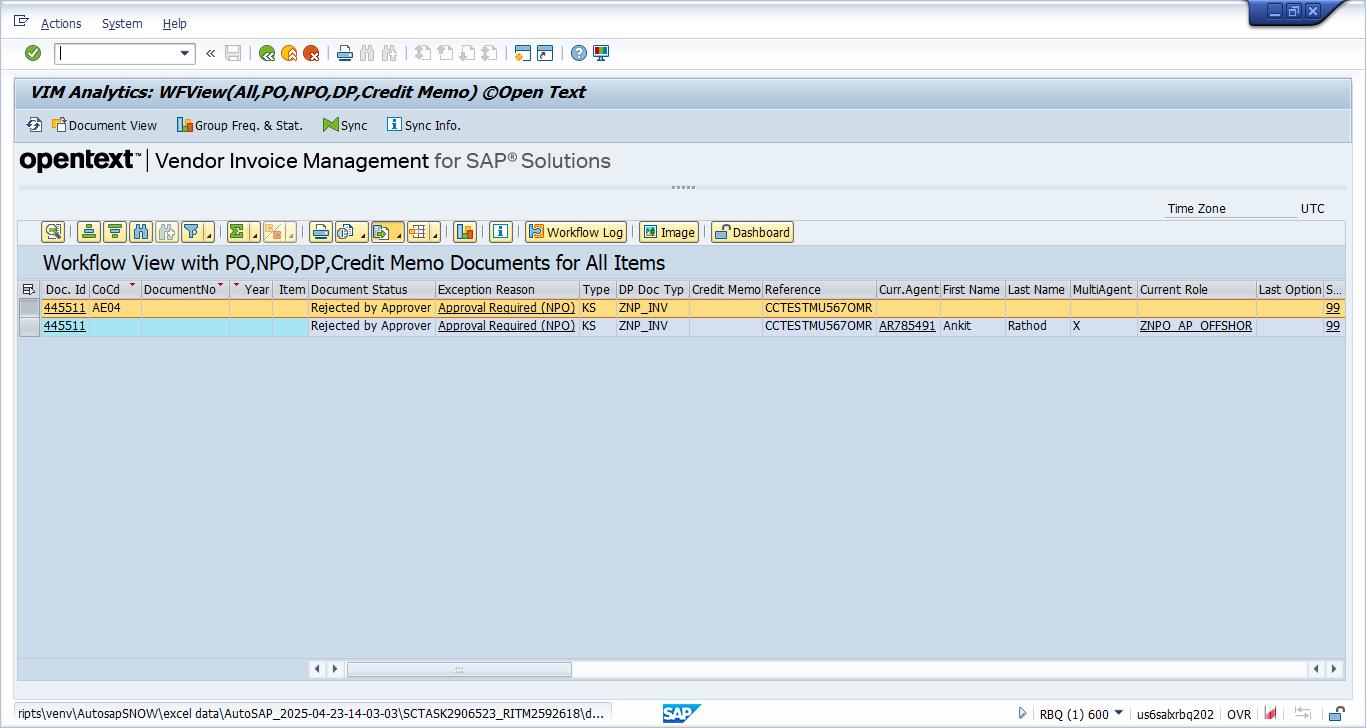 Actions System Help
VIM Analytics: WFView(All,PO,NPO,DP,Credit Memo) ©Open Text
Document View Group Freq. & Stat. Sync Sync Info.
opentext™ | Vendor Invoice Management for SAP® Solutions
Time Zone UTC
Workflow Log Image Dashboard
Workflow View with PO,NPO,DP,Credit Memo Documents for All Items
Doc. Id CoCd DocumentNo Year Item Document Status Exception Reason Type DP Doc Typ Credit Memo Reference Curr.Agent First Name Last Name MultiAgent Current Role Last Option S...
445511 AE04 Rejected by Approver Approval Required (NPO) KS ZNP_INV CCTESTMU567OMR 99
445511 Rejected by Approver Approval Required (NPO) KS ZNP_INV CCTESTMU567OMR AR785491 Ankit Rathod X ZNPO_AP_OFFSHOR 99
ripts\venv\AutosapSNOW\excel data\AutoSAP_2025-04-23-14-03-03\SCTASK2906523_RITM2592618\d... SAP RBQ (1) 600 us6salxrbq202 OVR